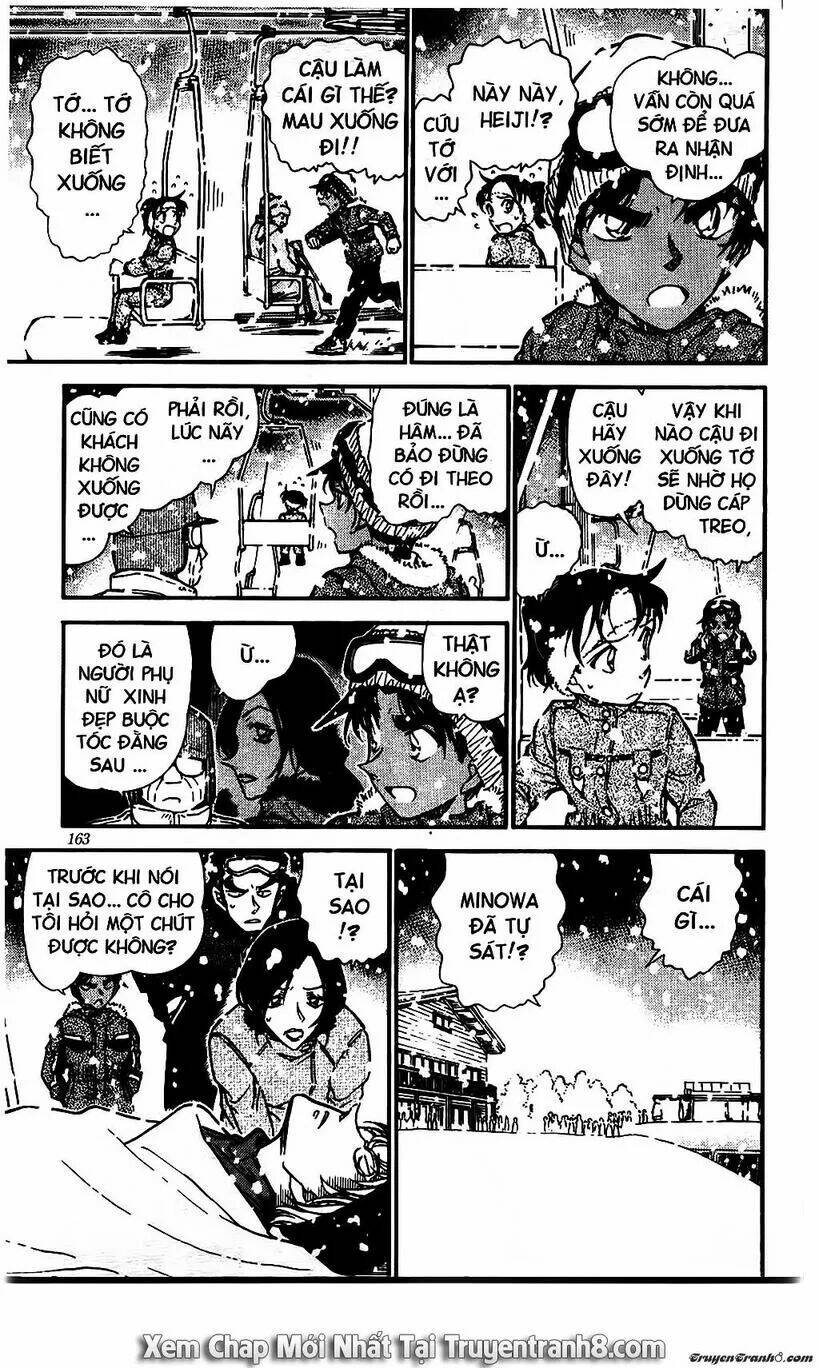 TruyenTranh8.com
KHÔNG...
VẪN CÒN QUÁ
SỚM ĐỂ ĐƯA
RA NHẬN
ĐỊNH...
NÀY NÀY,
HEIJI!?
CỨU
TỚ
VỚI ...
CẬU LÀM
CÁI GÌ THẾ?
MAU XUỐNG
ĐI!!
TỚ... TỚ
KHÔNG
BIẾT
XUỐNG
...
VẬY KHI
NÀO CẬU ĐI
XUỐNG TỚ
SẼ NHỜ HỌ
DỪNG CÁP
TREO,
CẬU
HÃY
XUỐNG
ĐÂY!
Ừ...
ĐÚNG LÀ
HÂM... ĐÃ
BẢO ĐỪNG
CÓ ĐI THEO
RỒI...
PHẢI RỒI,
LÚC NÃY
...
CŨNG CÓ
KHÁCH
KHÔNG
XUỐNG
ĐƯỢC
...
THẬT
KHÔNG
Ạ?
Ừ...
ĐÓ LÀ
NGƯỜI PHỤ
NỮ XINH
ĐẸP BUỘC
TÓC ĐẰNG
SAU ...
163
CÁI
GÌ...
MINOWA
ĐÃ TỰ
SÁT!?
TẠI
SAO
!?
TRƯỚC KHI NÓI
TẠI SAO... CÔ CHO
TÔI HỎI MỘT CHÚT
ĐƯỢC KHÔNG?
Xem Chap Mới Nhất Tại Truyentranh8.com
TruyenTranh8.com